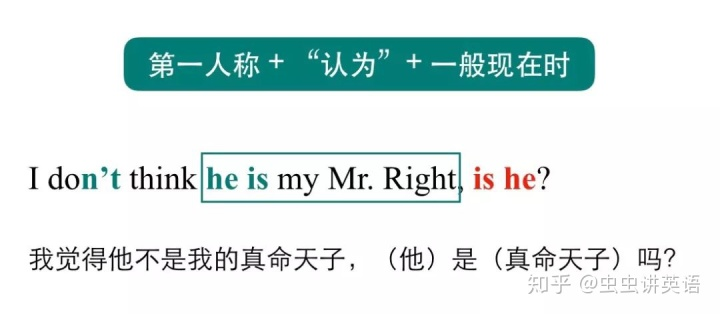 第一人称 + “认为” + 一般现在时
I don’t think he is my Mr. Right, is he?
我觉得他不是我的真命天子，（他）是（真命天子）吗?
知乎 @虫虫讲英语